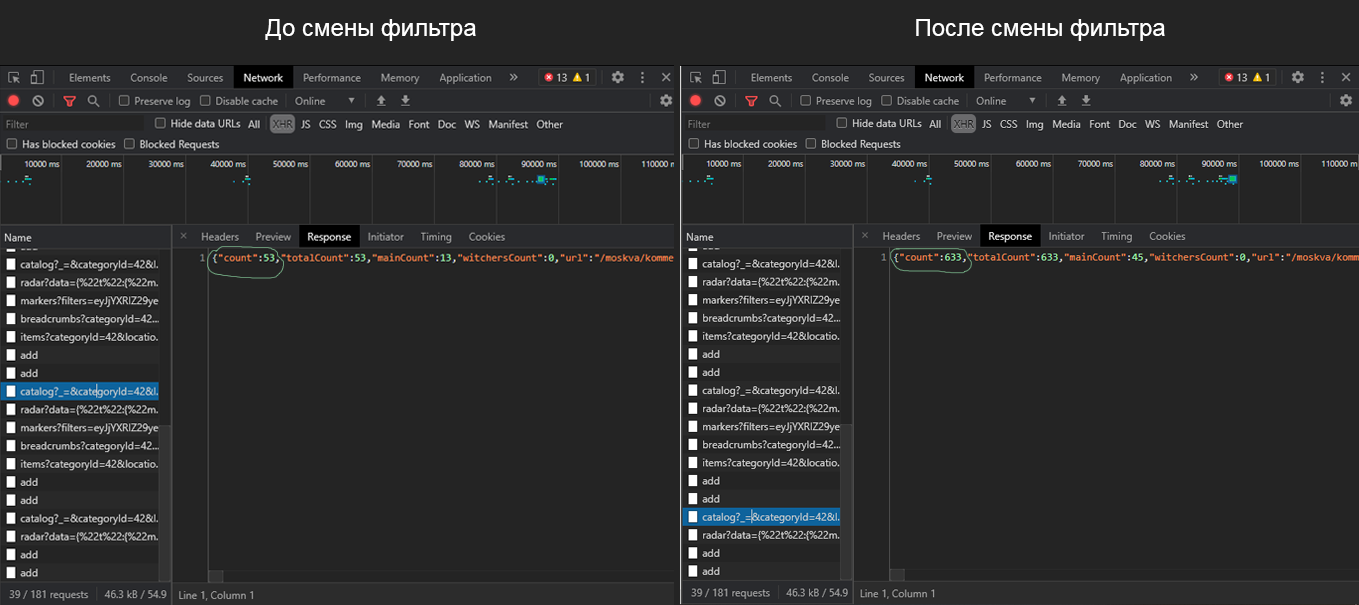 До смены фильтра
После смены фильтра
Elements Console Sources Network Performance Memory Application » 13 1
Preserve log Disable cache Online
Filter Hide data URLs All XHR JS CSS Img Media Font Doc WS Manifest Other
Has blocked cookies Blocked Requests
10000 ms 20000 ms 30000 ms 40000 ms 50000 ms 60000 ms 70000 ms 80000 ms 90000 ms 100000 ms 110000 m
Name
Headers Preview Response Initiator Timing Cookies
1 {"count":53,"totalCount":53,"mainCount":13,"witchersCount":0,"url":"/moskva/komme
catalog?_=&categoryId=42&l.
radar?data={%22t%22:{%22m.
markers?filters=eyJjYXRlZ29ye
breadcrumbs?categoryId=42...
items?categoryId=42&locatio.
add
add
catalog?_=&categoryId=42&l.
radar?data={%22t%22:{%22m.
markers?filters=eyJjYXRlZ29ye
breadcrumbs?categoryId=42...
items?categoryId=42&locatio.
add
add
catalog?_=&categoryId=42&l.
radar?data={%22t%22:{%22m.
add
add
39 / 181 requests 46.3 kB / 54.9 Line 1, Column 1
Elements Console Sources Network Performance Memory Application » 13 1
Preserve log Disable cache Online
Filter Hide data URLs All XHR JS CSS Img Media Font Doc WS Manifest Other
Has blocked cookies Blocked Requests
10000 ms 20000 ms 30000 ms 40000 ms 50000 ms 60000 ms 70000 ms 80000 ms 90000 ms 100000 ms 110000 m
Name
Headers Preview Response Initiator Timing Cookies
1 {"count":633,"totalCount":633,"mainCount":45,"witchersCount":0,"url":"/moskva/komm
catalog?_=&categoryId=42&l.
radar?data={%22t%22:{%22m.
markers?filters=eyJjYXRlZ29ye
breadcrumbs?categoryId=42...
items?categoryId=42&locatio.
add
add
catalog?_=&categoryId=42&l.
radar?data={%22t%22:{%22m.
markers?filters=eyJjYXRlZ29ye
breadcrumbs?categoryId=42...
items?categoryId=42&locatio.
add
add
catalog?_=&categoryId=42&l.
radar?data={%22t%22:{%22m.
add
add
39 / 181 requests 46.3 kB / 54.9 Line 1, Column 1